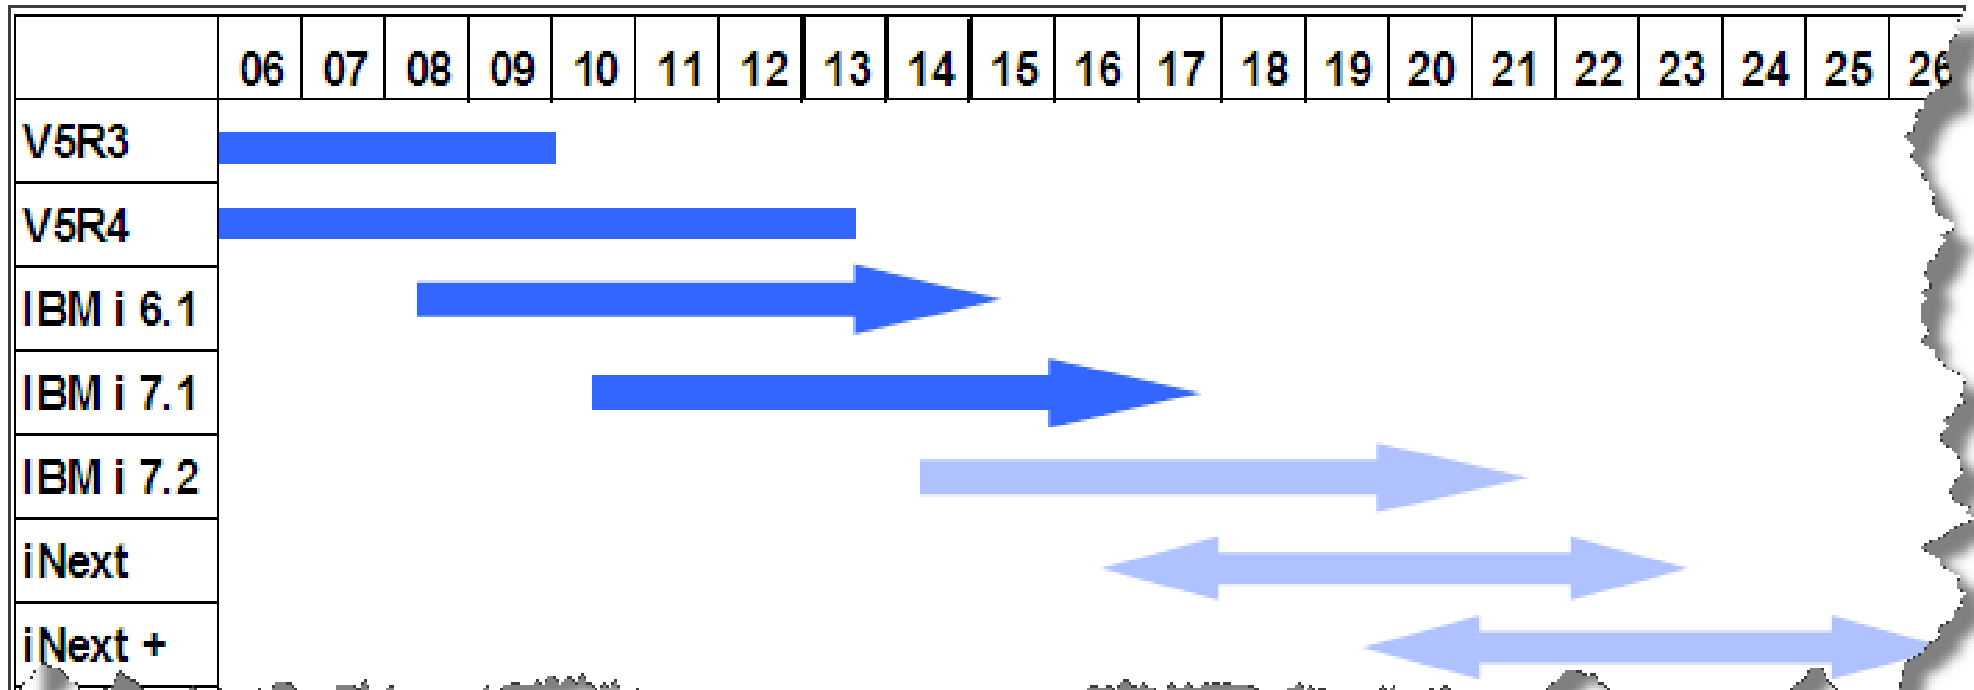 06 07 08 09 10 11 12 13 14 15 16 17 18 19 20 21 22 23 24 25 26
V5R3
V5R4
IBM i 6.1
IBM i 7.1
IBM i 7.2
iNext
iNext +